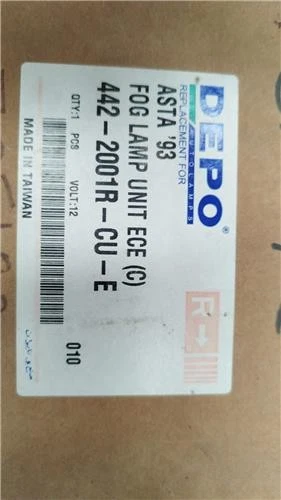 DEPO®
AUTOLAMPS
REPLACEMENT FOR
ASTA '93
FOG LAMP UNIT ECE (C)
442-2001R-CU-E
QTY:1 PCS VOLT:12
010
MADE IN TAIWAN
R